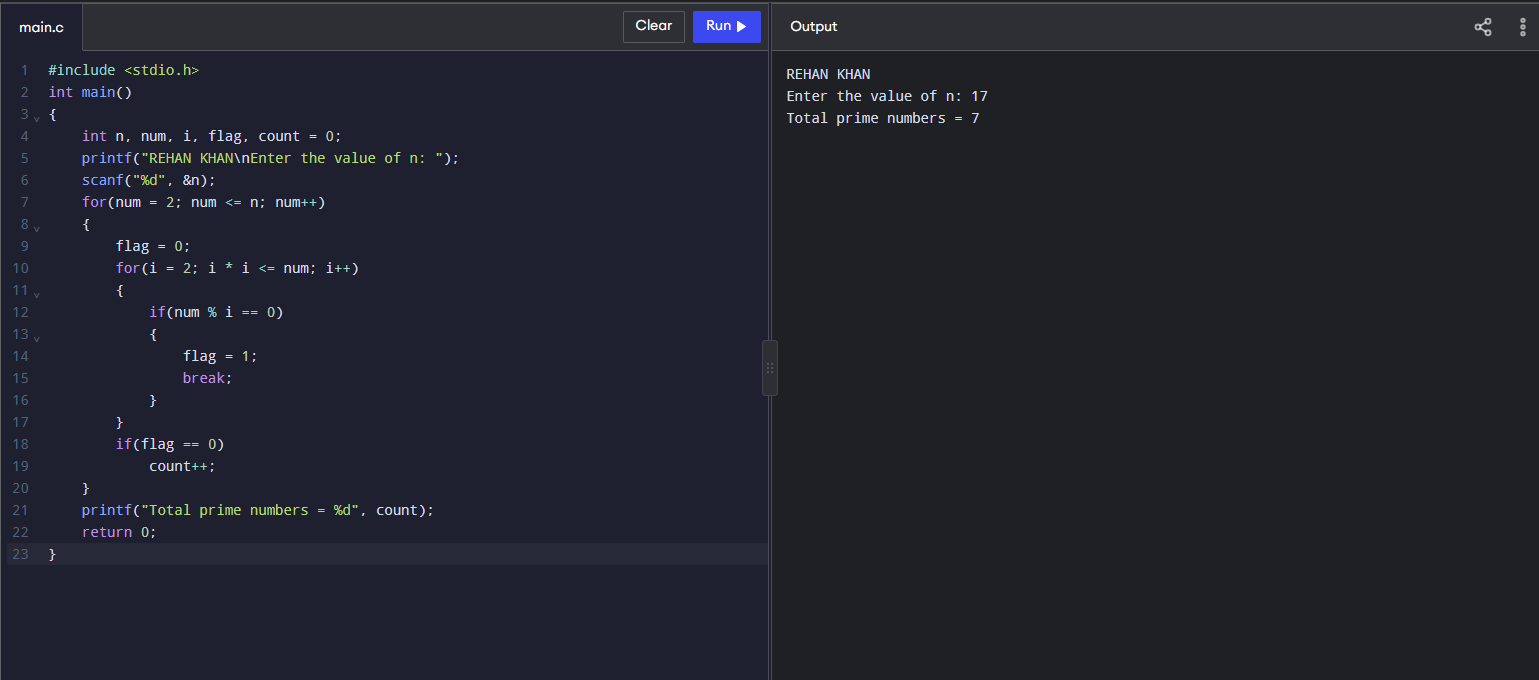 main.c
Clear
Run
1 #include <stdio.h>
2 int main()
3 {
4     int n, num, i, flag, count = 0;
5     printf("REHAN KHAN\nEnter the value of n: ");
6     scanf("%d", &n);
7     for(num = 2; num <= n; num++)
8     {
9         flag = 0;
10         for(i = 2; i * i <= num; i++)
11         {
12             if(num % i == 0)
13             {
14                 flag = 1;
15                 break;
16             }
17         }
18         if(flag == 0)
19             count++;
20     }
21     printf("Total prime numbers = %d", count);
22     return 0;
23 }
Output
REHAN KHAN
Enter the value of n: 17
Total prime numbers = 7